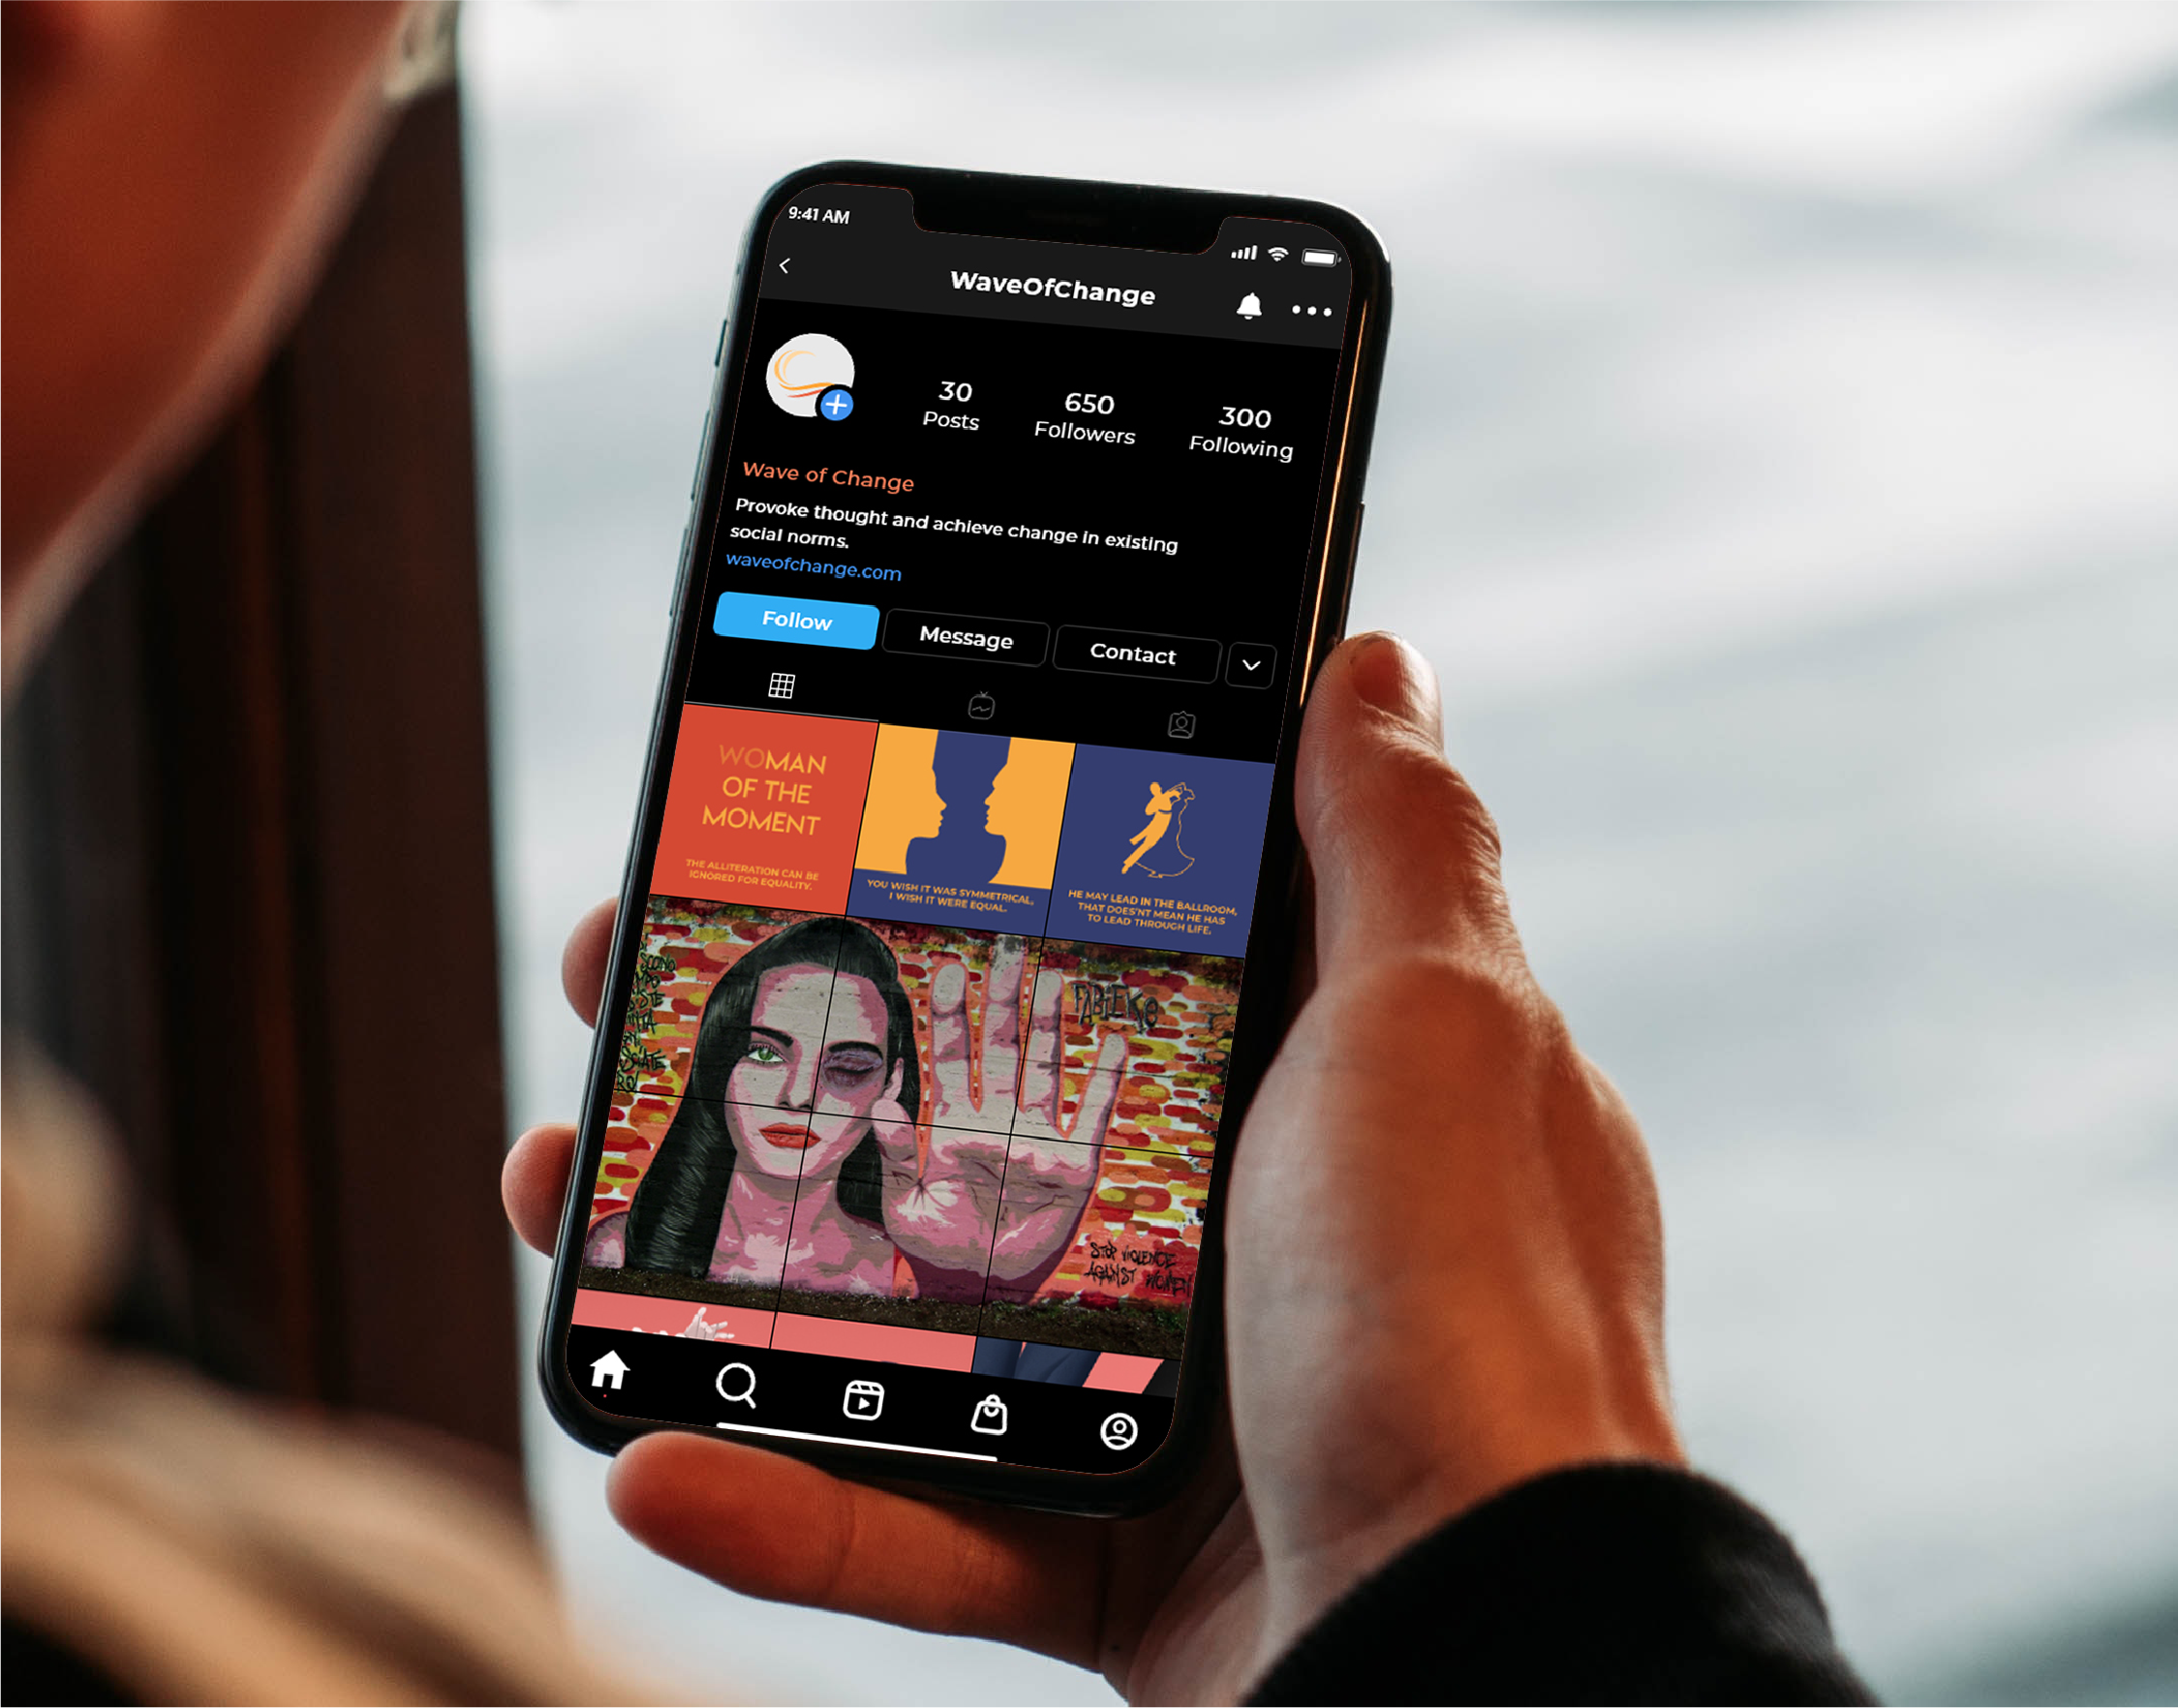 9:41 AM
WaveOfChange
30
Posts
650
Followers
300
Following
Wave of Change
Provoke thought and achieve change in existing
social norms.
waveofchange.com
Follow
Message
Contact
WOMAN
OF THE
MOMENT
THE ALLITERATION CAN BE
IGNORED FOR EQUALITY.
YOU WISH IT WAS SYMMETRICAL,
I WISH IT WERE EQUAL.
HE MAY LEAD IN THE BALLROOM,
THAT DOES'NT MEAN HE HAS
TO LEAD THROUGH LIFE.
FABIEKO
STOP VIOLENCE
AGAINST WOMEN